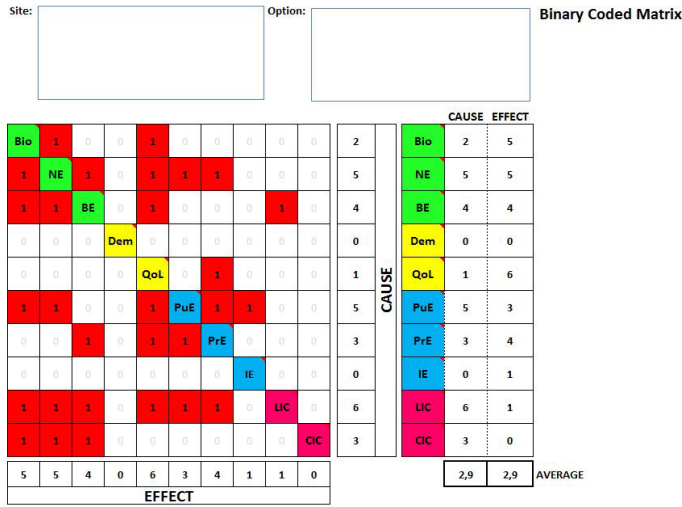 Site: Option: Binary Coded Matrix
CAUSE EFFECT
Bio 1 0 0 1 0 0 0 0 0 2 Bio 2 5
1 NE 1 0 1 1 1 0 0 0 5 NE 5 5
1 1 BE 0 1 0 0 0 1 0 4 BE 4 4
0 0 0 Dem 0 0 0 0 0 0 0 Dem 0 0
0 0 0 0 QoL 0 1 0 0 0 1 QoL 1 6
CAUSE
1 1 0 0 1 PuE 1 1 0 0 5 PuE 5 3
0 0 1 0 1 1 PrE 0 0 0 3 PrE 3 4
0 0 0 0 0 0 0 IE 0 0 0 IE 0 1
1 1 1 0 1 1 1 0 LIC 0 6 LIC 6 1
1 1 1 0 0 0 0 0 0 CIC 3 CIC 3 0
5 5 4 0 6 3 4 1 1 0 2,9 2,9 AVERAGE
EFFECT